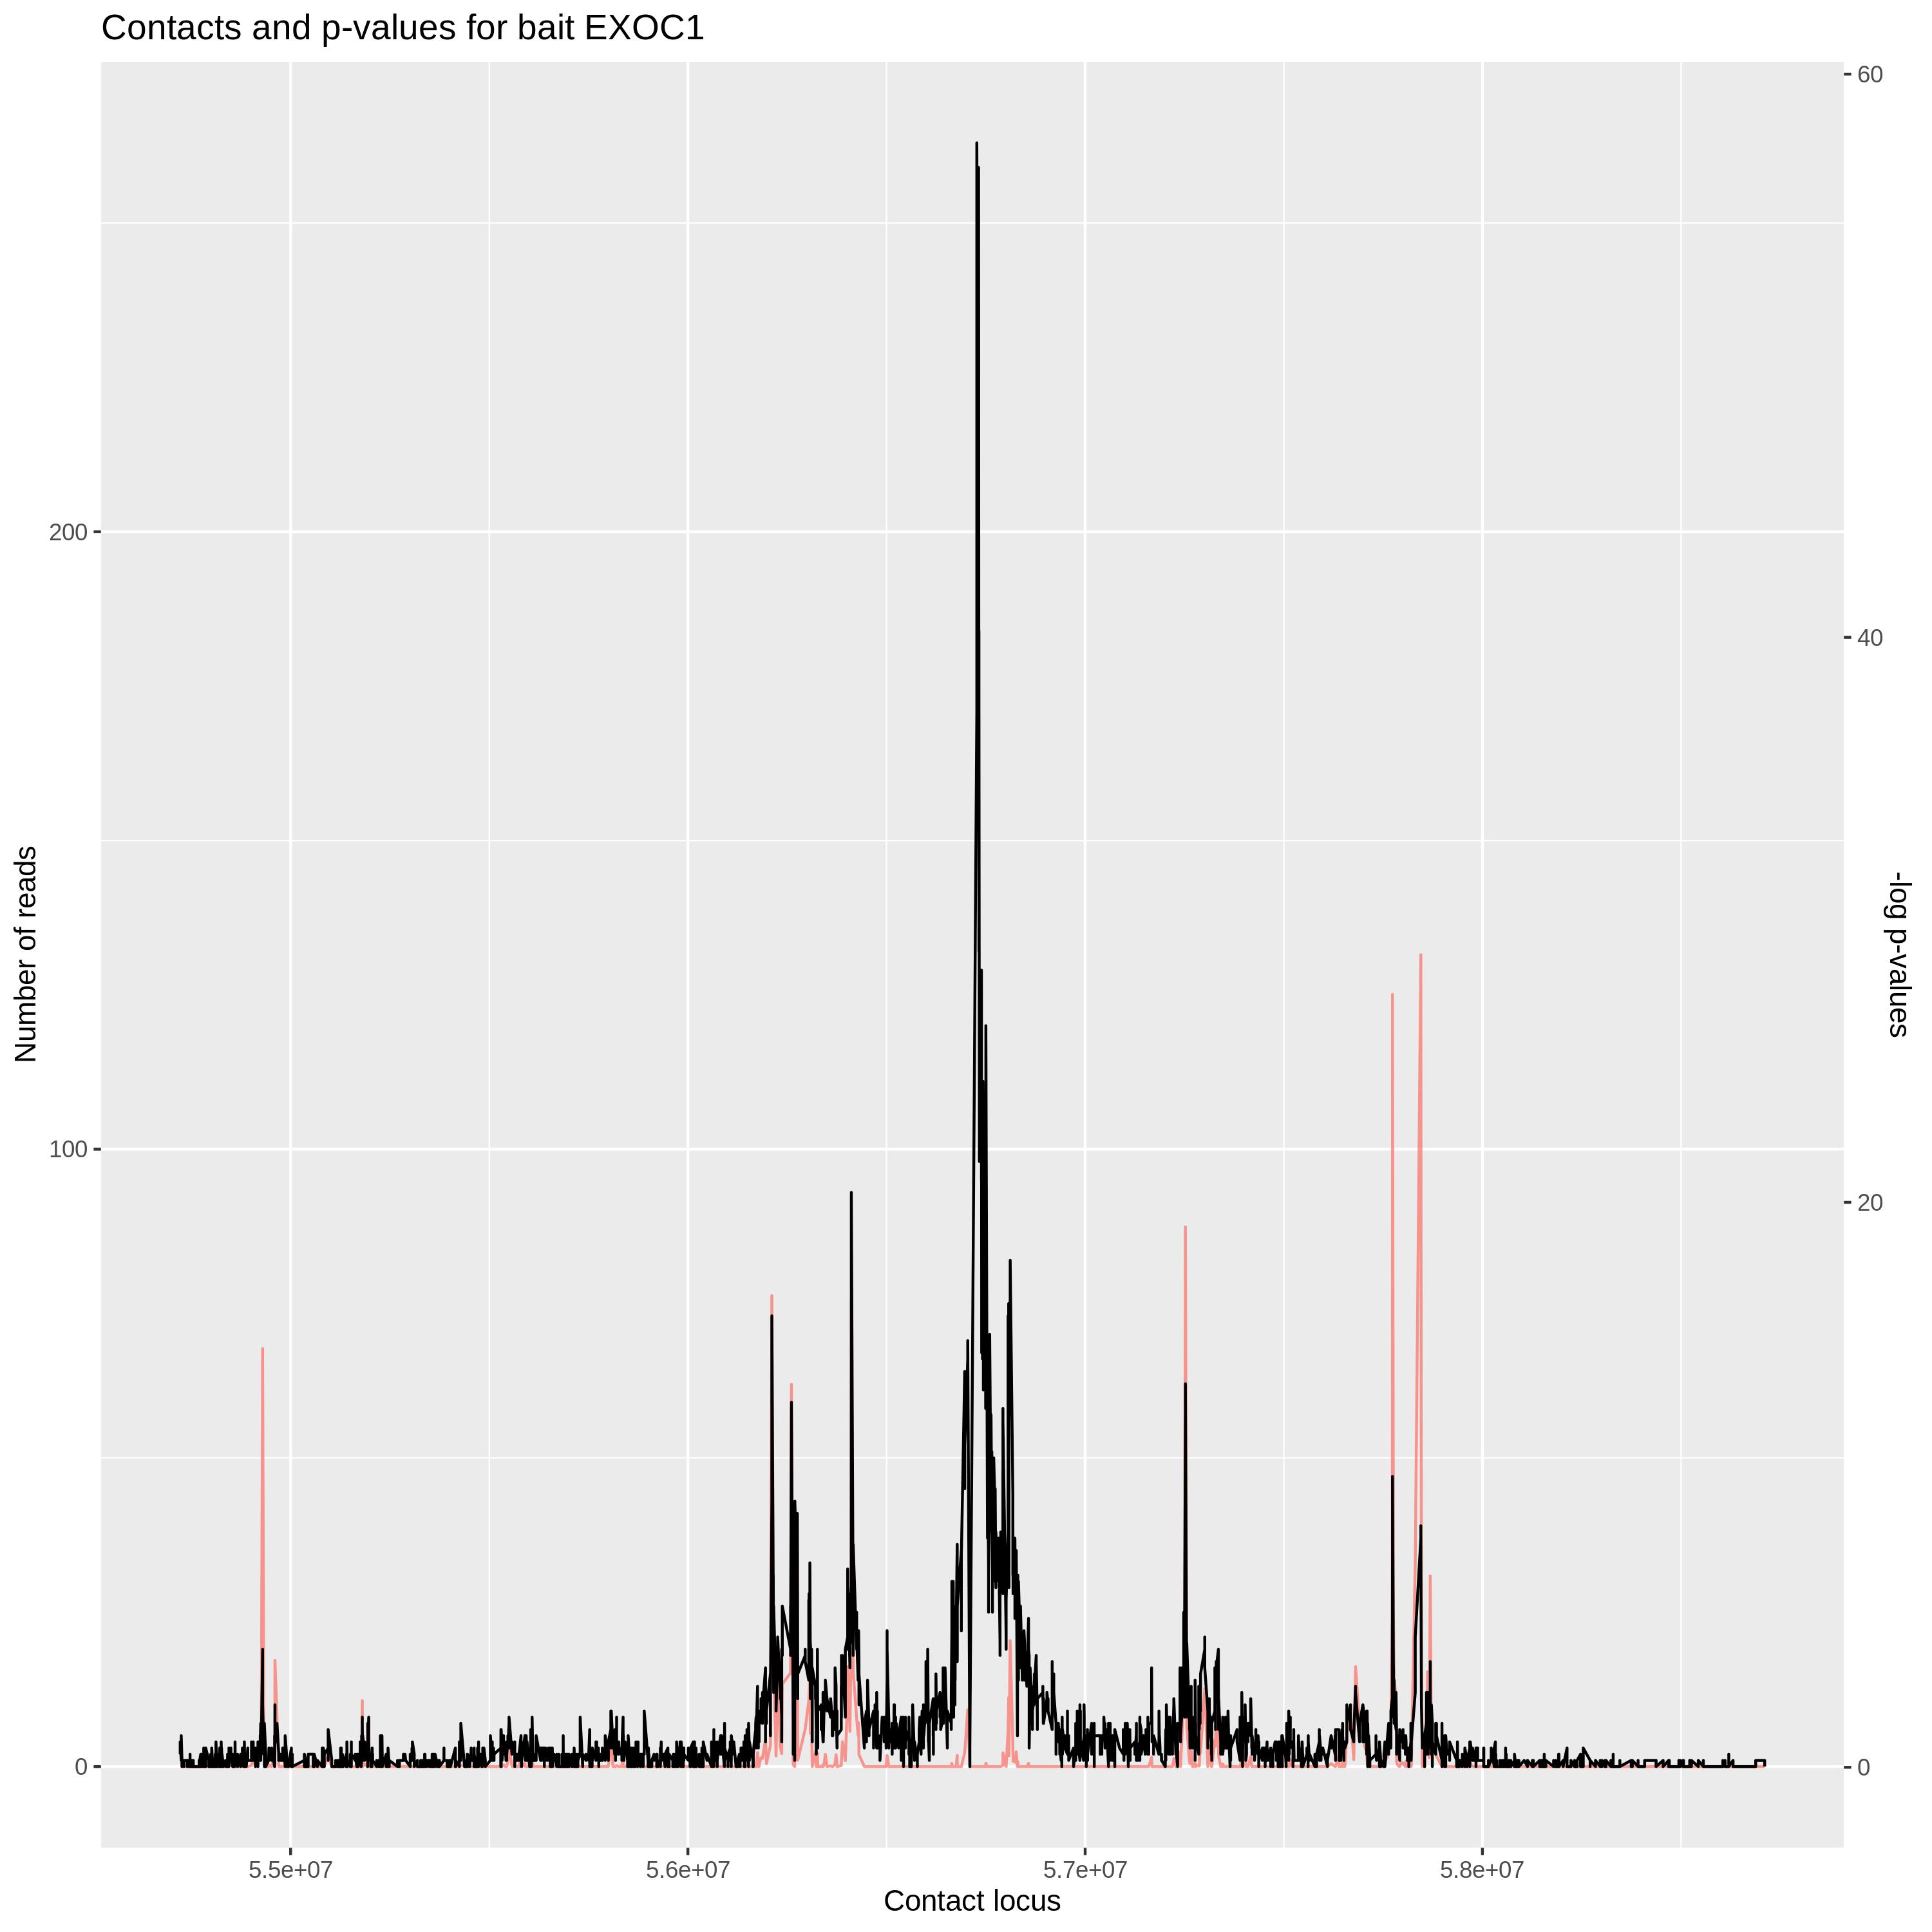 Contacts and p-values for bait EXOC1
60
200
40
Number of reads
-log p-values
100
20
0
0
5.5e+07
5.6e+07
5.7e+07
5.8e+07
Contact locus